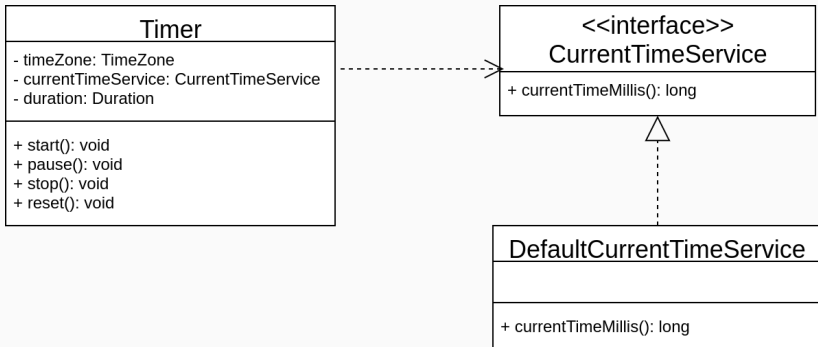 Timer
- timeZone: TimeZone
- currentTimeService: CurrentTimeService
- duration: Duration
+ start(): void
+ pause(): void
+ stop(): void
+ reset(): void
<<interface>>
CurrentTimeService
+ currentTimeMillis(): long
DefaultCurrentTimeService
+ currentTimeMillis(): long